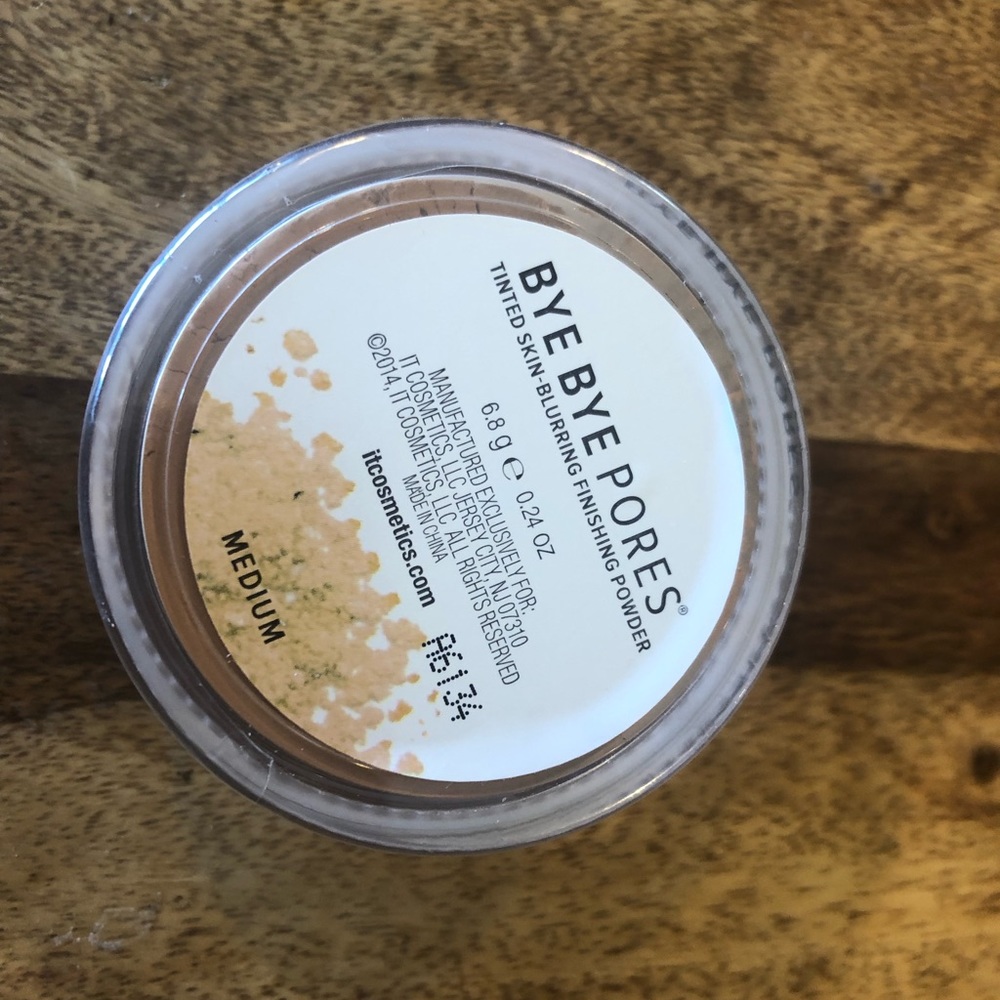 BYE BYE PORES®
TINTED SKIN-BLURRING FINISHING POWDER
6.8 g ℮ 0.24 OZ
MANUFACTURED EXCLUSIVELY FOR:
IT COSMETICS, LLC JERSEY CITY, NJ 07310
©2014, IT COSMETICS, LLC ALL RIGHTS RESERVED
MADE IN CHINA
itcosmetics.com
A6134
MEDIUM